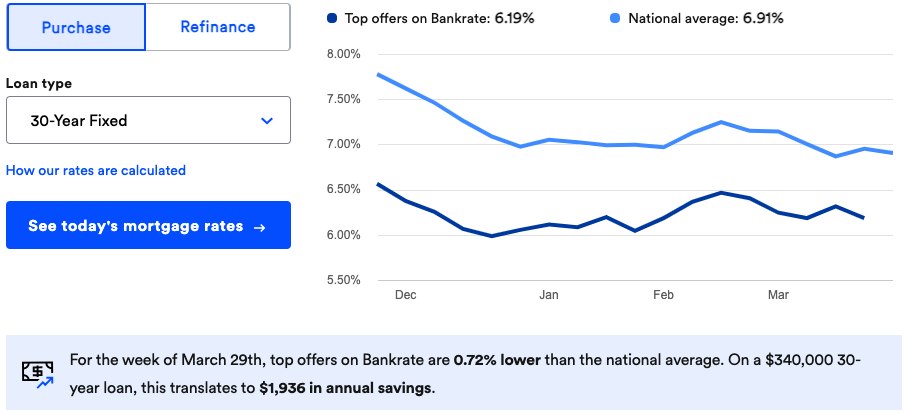 Purchase
Refinance
Loan type
30-Year Fixed
How our rates are calculated
See today's mortgage rates →
Top offers on Bankrate: 6.19%
National average: 6.91%
8.00%
7.50%
7.00%
6.50%
6.00%
5.50%
Dec
Jan
Feb
Mar
$
For the week of March 29th, top offers on Bankrate are 0.72% lower than the national average. On a $340,000 30-
year loan, this translates to $1,936 in annual savings.